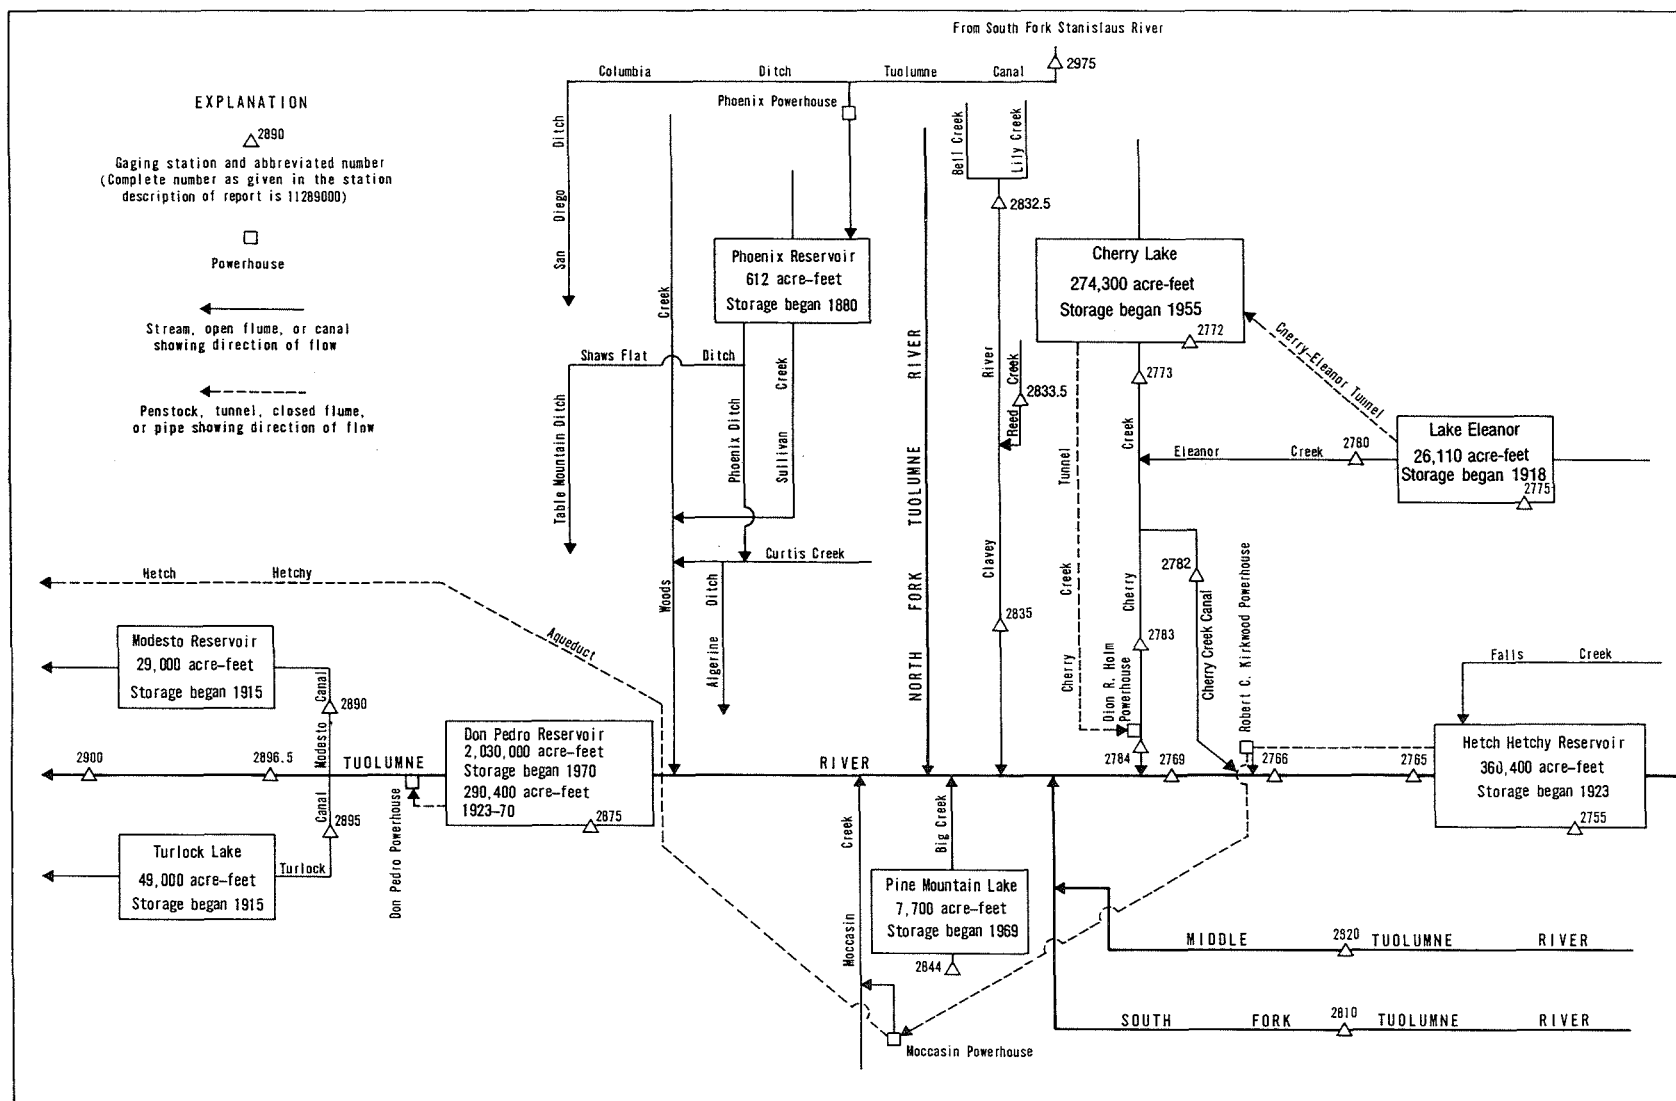 From South Fork Stanislaus River
2975
Columbia Ditch Tuolumne Canal
EXPLANATION
2890
Gaging station and abbreviated number
(Complete number as given in the station
description of report is 11289000)
Powerhouse
Stream, open flume, or canal
showing direction of flow
Penstock, tunnel, closed flume,
or pipe showing direction of flow
Phoenix Powerhouse
San Diego Ditch
Phoenix Reservoir
612 acre-feet
Storage began 1880
Shaws Flat Ditch
Table Mountain Ditch
Phoenix Ditch
Sullivan Creek
Woods Creek
Curtis Creek
Algerine Ditch
NORTH FORK TUOLUMNE RIVER
Bell Creek
Lily Creek
2832.5
Clavey River
Reed Creek
2833.5
2835
Cherry Lake
274,300 acre-feet
Storage began 1955
2772
2773
Cherry-Eleanor Tunnel
Lake Eleanor
26,110 acre-feet
Storage began 1918
2775
Eleanor Creek
2780
Cherry Creek Tunnel
Cherry Creek
2782
2783
Cherry Creek Canal
Dion R. Holm
Powerhouse
2784
Robert C. Kirkwood Powerhouse
Falls Creek
Hetch Hetchy Reservoir
360,400 acre-feet
Storage began 1923
2755
2765
2766
2769
Hetch Hetchy Aqueduct
Modesto Reservoir
29,000 acre-feet
Storage began 1915
Modesto Canal
2890
2900
2896.5
TUOLUMNE RIVER
2895
Turlock Canal
Turlock Lake
49,000 acre-feet
Storage began 1915
Don Pedro Powerhouse
Don Pedro Reservoir
2,030,000 acre-feet
Storage began 1970
290,400 acre-feet
1923-70
2875
Moccasin Creek
Big Creek
Pine Mountain Lake
7,700 acre-feet
Storage began 1969
2844
Moccasin Powerhouse
MIDDLE TUOLUMNE RIVER
2820
SOUTH FORK TUOLUMNE RIVER
2810